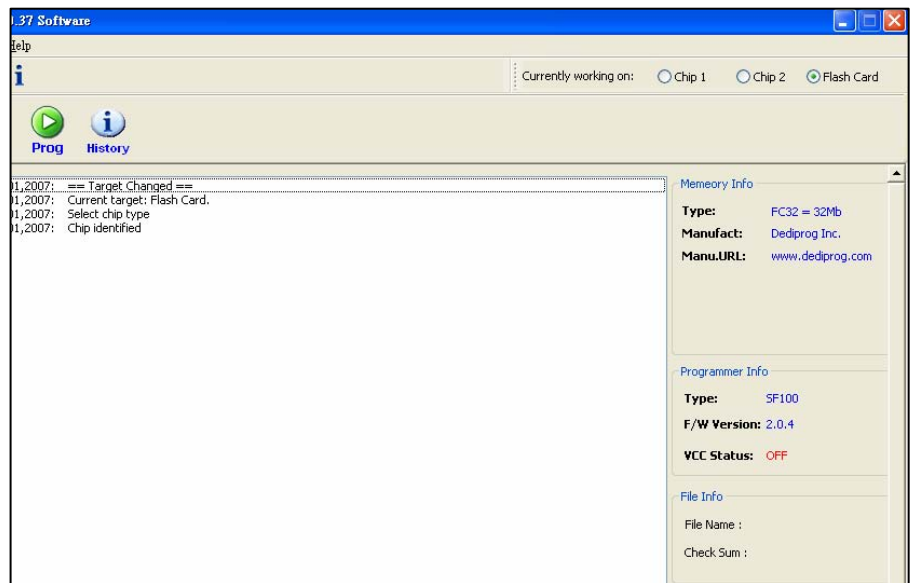 .37 Software
Help
i
Currently working on: Chip 1 Chip 2 Flash Card
Prog
i
History
01,2007: == Target Changed ==
01,2007: Current target: Flash Card.
01,2007: Select chip type
01,2007: Chip identified
Memeory Info
Type: FC32 = 32Mb
Manufact: Dediprog Inc.
Manu.URL: www.dediprog.com
Programmer Info
Type: SF100
F/W Version: 2.0.4
VCC Status: OFF
File Info
File Name :
Check Sum :